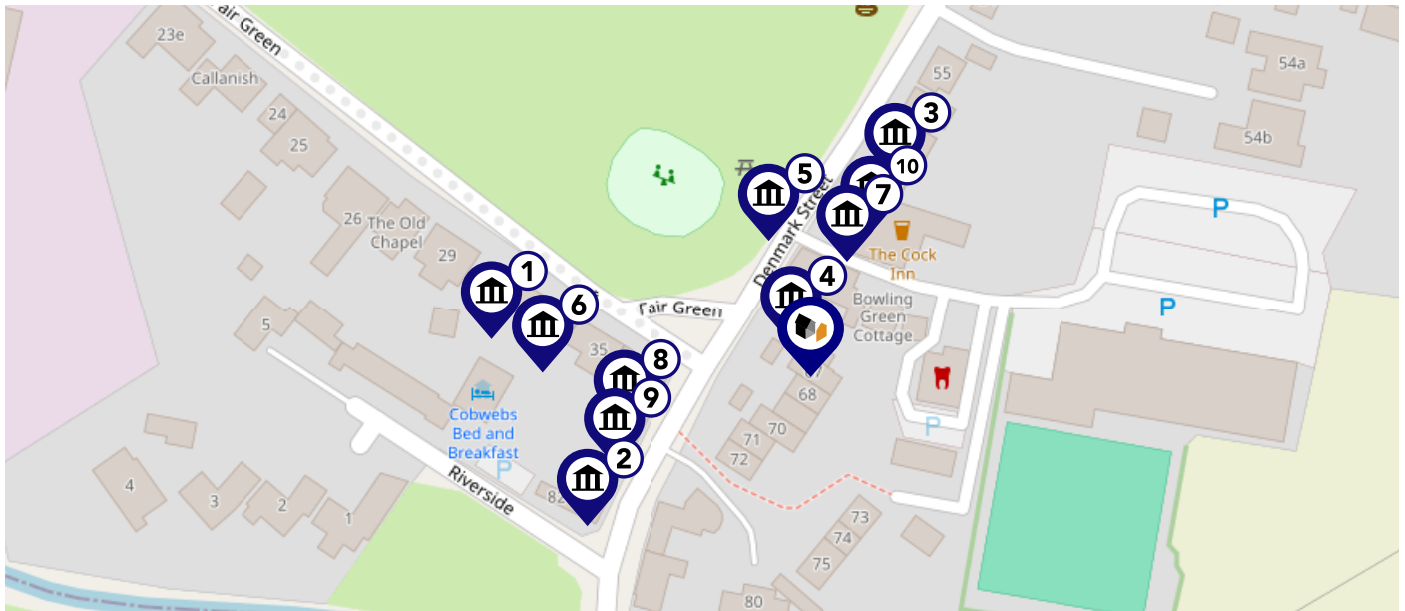 Fair Green
23e
Callanish
24
25
55
54a
54b
3
10
5
7
P
26
The Old
Chapel
29
Denmark Street
The Cock
Inn
1
6
4
Fair Green
Bowling
Green
Cottage
P
5
35
8
9
68
Cobwebs
Bed and
Breakfast
P
70
71
72
P
2
Riverside
4
3
2
1
73
74
75
80